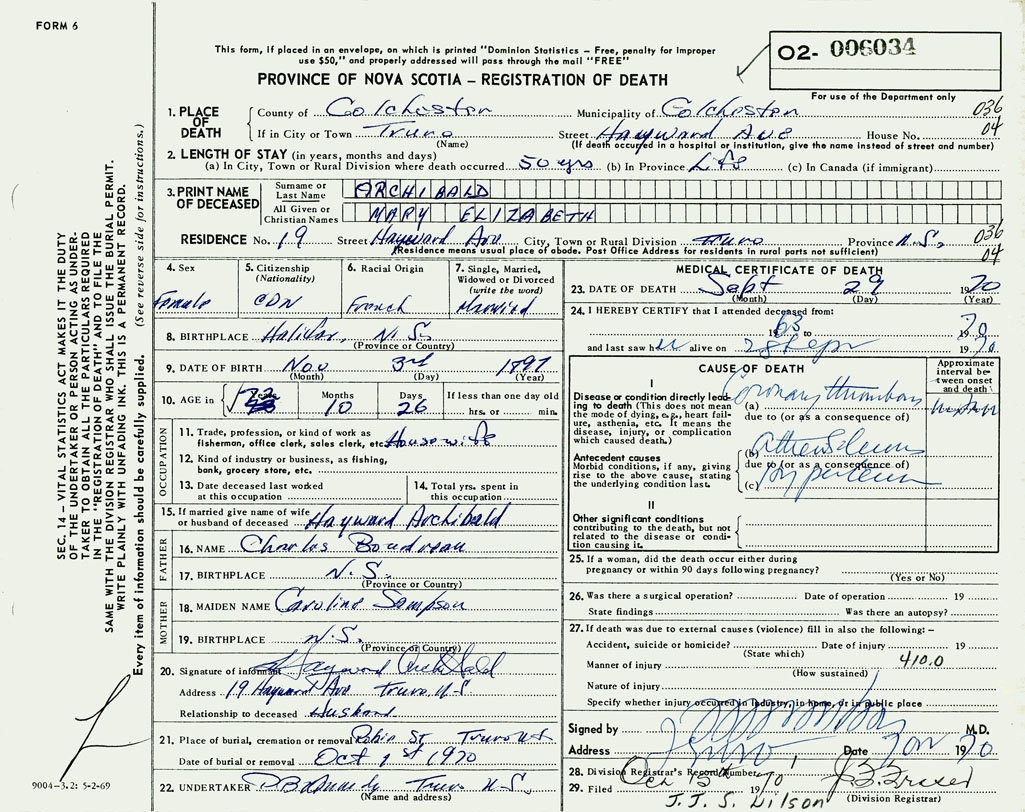 FORM 6
This form, if placed in an envelope, on which is printed "Dominion Statistics – Free, penalty for improper
use $50," and properly addressed will pass through the mail "FREE"
02- 006034
For use of the Department only
PROVINCE OF NOVA SCOTIA – REGISTRATION OF DEATH
1. PLACE OF DEATH County of Colchester Municipality of Colchester 036
If in City or Town Truro Street Hayward Ave House No. 04
(Name) (If death occurred in a hospital or institution, give the name instead of street and number)
2. LENGTH OF STAY (in years, months and days)
(a) In City, Town or Rural Division where death occurred 50 yrs (b) In Province Life (c) In Canada (if immigrant)
3. PRINT NAME OF DECEASED Surname or Last Name ARCHIBALD
All Given or Christian Names MARY ELIZABETH
RESIDENCE No. 19 Street Hayward Ave City, Town or Rural Division Truro Province N.S. 036
(Residence means usual place of abode. Post Office Address for residents in rural parts not sufficient) 04
4. Sex Female
5. Citizenship (Nationality) CDN
6. Racial Origin French
7. Single, Married, Widowed or Divorced (write the word) Married
8. BIRTHPLACE Halifax, N.S.
(Province or Country)
9. DATE OF BIRTH Nov 3rd 1897
(Month) (Day) (Year)
10. AGE in Years Months 10 Days 26 If less than one day old hrs. or min.
OCCUPATION
11. Trade, profession, or kind of work as
fisherman, office clerk, sales clerk, etc. Housewife
12. Kind of industry or business, as fishing,
bank, grocery store, etc.
13. Date deceased last worked at this occupation
14. Total yrs. spent in this occupation
15. If married give name of wife
or husband of deceased Hayward Archibald
FATHER
16. NAME Charles Boudreau
17. BIRTHPLACE N.S.
(Province or Country)
MOTHER
18. MAIDEN NAME Caroline Sampson
19. BIRTHPLACE N.S.
(Province or Country)
20. Signature of informant Hayward Archibald
Address 19 Hayward Ave Truro N-S
Relationship to deceased Husband
21. Place of burial, cremation or removal Robie St Truro NS
Date of burial or removal Oct 1st 1970
22. UNDERTAKER Truro N-S
(Name and address)
MEDICAL CERTIFICATE OF DEATH
23. DATE OF DEATH Sept 29 1970
(Month) (Day) (Year)
24. I HEREBY CERTIFY that I attended deceased from:
1963 1970
and last saw her alive on 28 Sept 1970
CAUSE OF DEATH
Approximate interval between onset and death
I
Disease or condition directly leading to death (This does not mean the mode of dying, e.g., heart failure, asthenia, etc. It means the disease, injury, or complication which caused death.)
(a) Coronary thrombosis
due to (or as a consequence of)
Antecedent causes
Morbid conditions, if any, giving rise to the above cause, stating the underlying condition last.
(b)
due to (or as a consequence of)
(c)
II
Other significant conditions
contributing to the death, but not related to the disease or condition causing it.
25. If a woman, did the death occur either during
pregnancy or within 90 days following pregnancy?
(Yes or No)
26. Was there a surgical operation? Date of operation 19
State findings Was there an autopsy?
27. If death was due to external causes (violence) fill in also the following:–
Accident, suicide or homicide? Date of injury 19
(State which)
Manner of injury 410.0
(How sustained)
Nature of injury
Specify whether injury occurred in industry, in home, or in public place
Signed by M.D.
Address Truro Date 1970
28. Division Registrar's Record Number
29. Filed Oct 1970
(Division Registrar)
J. J. S. Wilson
SEC. 14 – VITAL STATISTICS ACT MAKES IT THE DUTY
OF THE UNDERTAKER OR PERSON ACTING AS UNDERTAKER TO OBTAIN ALL THE PARTICULARS REQUIRED
IN THE "REGISTRATION OF DEATH" AND TO FILE THE
SAME WITH THE DIVISION REGISTRAR WHO SHALL ISSUE THE BURIAL PERMIT.
WRITE PLAINLY WITH UNFADING INK. THIS IS A PERMANENT RECORD.
Every item of information should be carefully supplied. (See reverse side for instructions.)
9004–3.2: 5-2-69